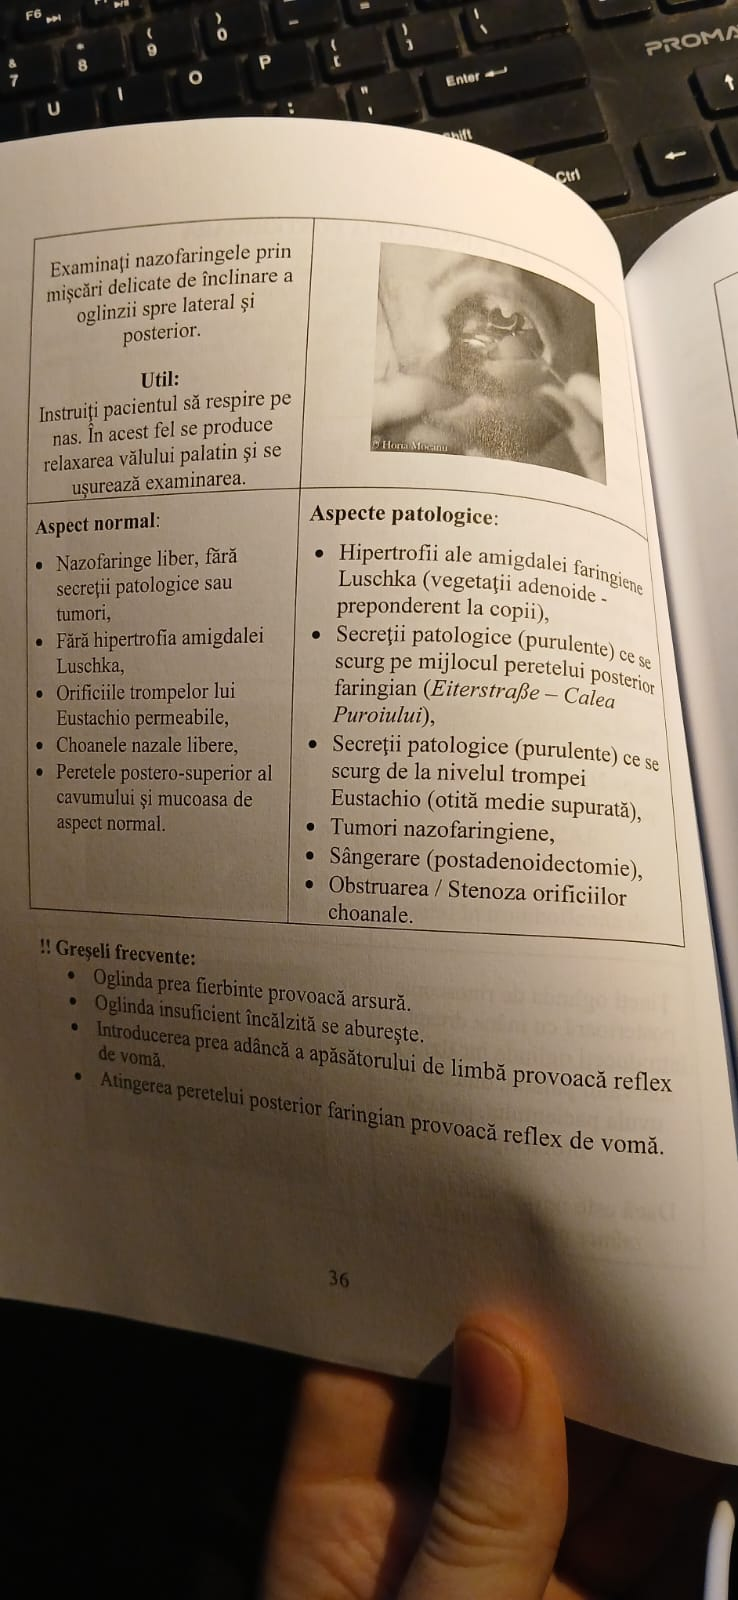 F6
&
7
*
8
(
9
)
0
_
=
U
I
O
P
{
[
}
]
:
"
,
\
Enter
Shift
Ctrl
PROMA
Examinați nazofaringele prin
mișcări delicate de înclinare a
oglinzii spre lateral și
posterior.
Util:
Instruiți pacientul să respire pe
nas. În acest fel se produce
relaxarea vălului palatin și se
ușurează examinarea.
© Horia Mocanu
Aspect normal:
• Nazofaringe liber, fără
secreții patologice sau
tumori,
• Fără hipertrofia amigdalei
Luschka,
• Orificiile trompelor lui
Eustachio permeabile,
• Choanele nazale libere,
• Peretele postero-superior al
cavumului și mucoasa de
aspect normal.
Aspecte patologice:
• Hipertrofii ale amigdalei faringiene
Luschka (vegetații adenoide -
preponderent la copii),
• Secreții patologice (purulente) ce se
scurg pe mijlocul peretelui posterior
faringian (Eiterstraße – Calea
Puroiului),
• Secreții patologice (purulente) ce se
scurg de la nivelul trompei
Eustachio (otită medie supurată),
• Tumori nazofaringiene,
• Sângerare (postadenoidectomie),
• Obstruarea / Stenoza orificiilor
choanale.
!! Greșeli frecvente:
• Oglinda prea fierbinte provoacă arsură.
• Oglinda insuficient încălzită se aburește.
• Introducerea prea adâncă a apăsătorului de limbă provoacă reflex
de vomă.
• Atingerea peretelui posterior faringian provoacă reflex de vomă.
36